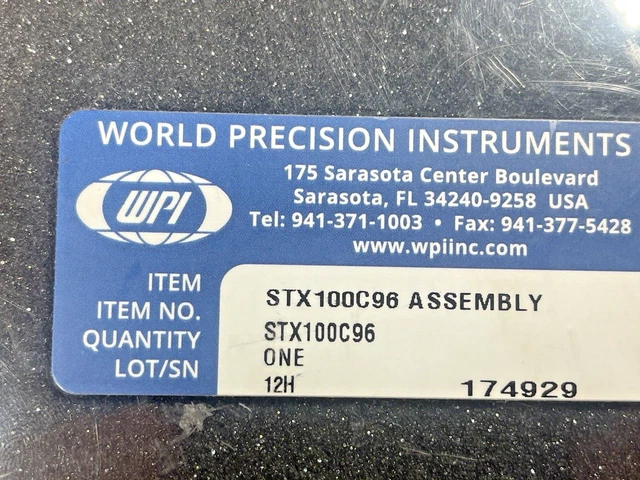 WORLD PRECISION INSTRUMENTS
175 Sarasota Center Boulevard
Sarasota, FL 34240-9258 USA
Tel: 941-371-1003 • Fax: 941-377-5428
www.wpiinc.com
WPI
ITEM STX100C96 ASSEMBLY
ITEM NO. STX100C96
QUANTITY ONE
LOT/SN 12H 174929